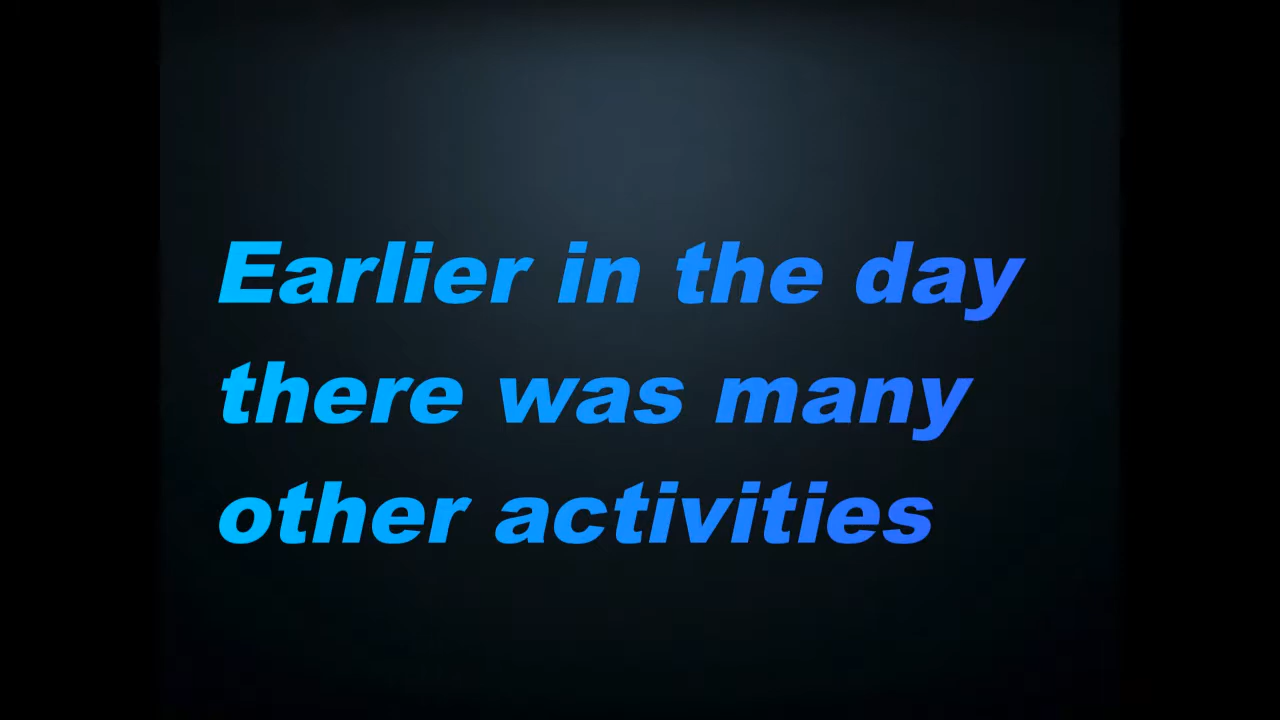 Earlier in the day
there was many
other activities